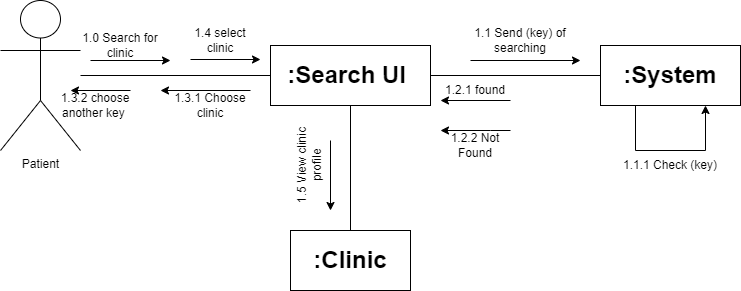 1.0 Search for
clinic
1.4 select
clinic
1.1 Send (key) of
searching
:Search UI
:System
1.3.2 choose
another key
1.3.1 Choose
clinic
1.2.1 found
1.2.2 Not
Found
1.1.1 Check (key)
Patient
1.5 View clinic
profile
:Clinic